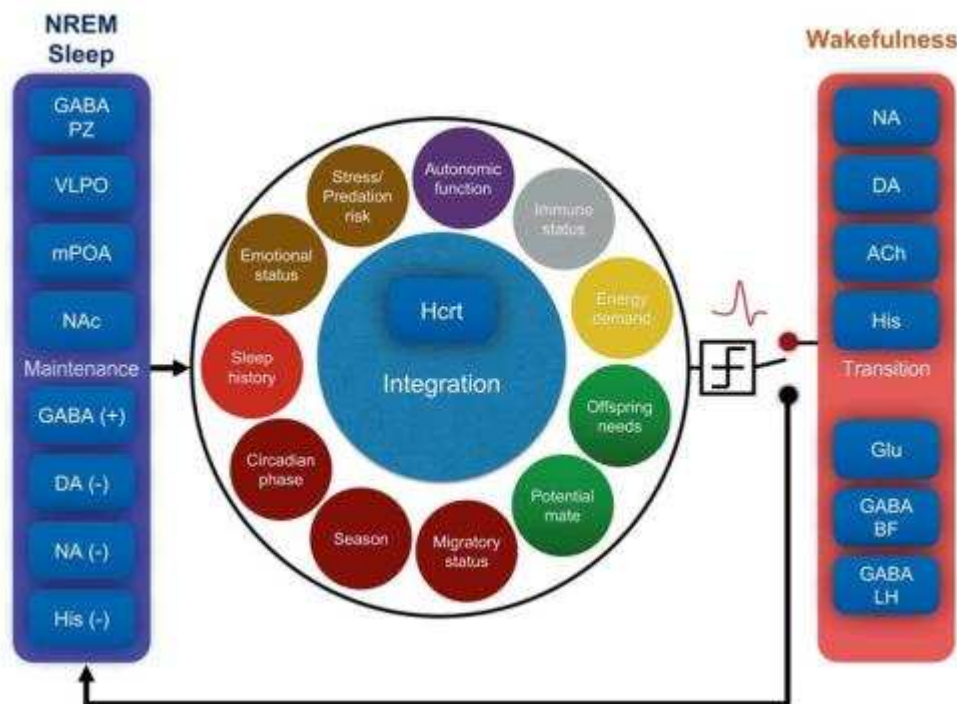 NREM
Sleep
GABA
PZ
VLPO
mPOA
NAc
Maintenance
GABA (+)
DA (-)
NA (-)
His (-)
Autonomic
function
Immune
status
Energy
demand
Offspring
needs
Potential
mate
Migratory
status
Season
Circadian
phase
Sleep
history
Emotional
status
Stress/
Predation
risk
Hcrt
Integration
Wakefulness
NA
DA
ACh
His
Transition
Glu
GABA
BF
GABA
LH